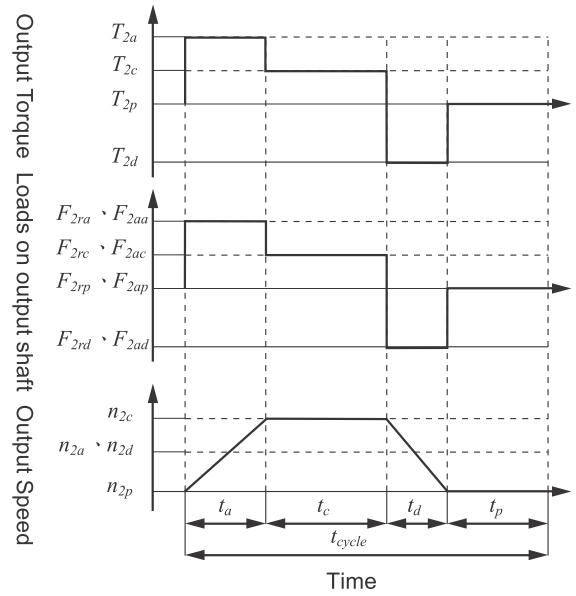 Output Torque
T2a
T2c
T2p
T2d
Loads on output shaft
F2ra、F2aa
F2rc、F2ac
F2rp、F2ap
F2rd、F2ad
Output Speed
n2c
n2a、n2d
n2p
ta
tc
td
tp
tcycle
Time